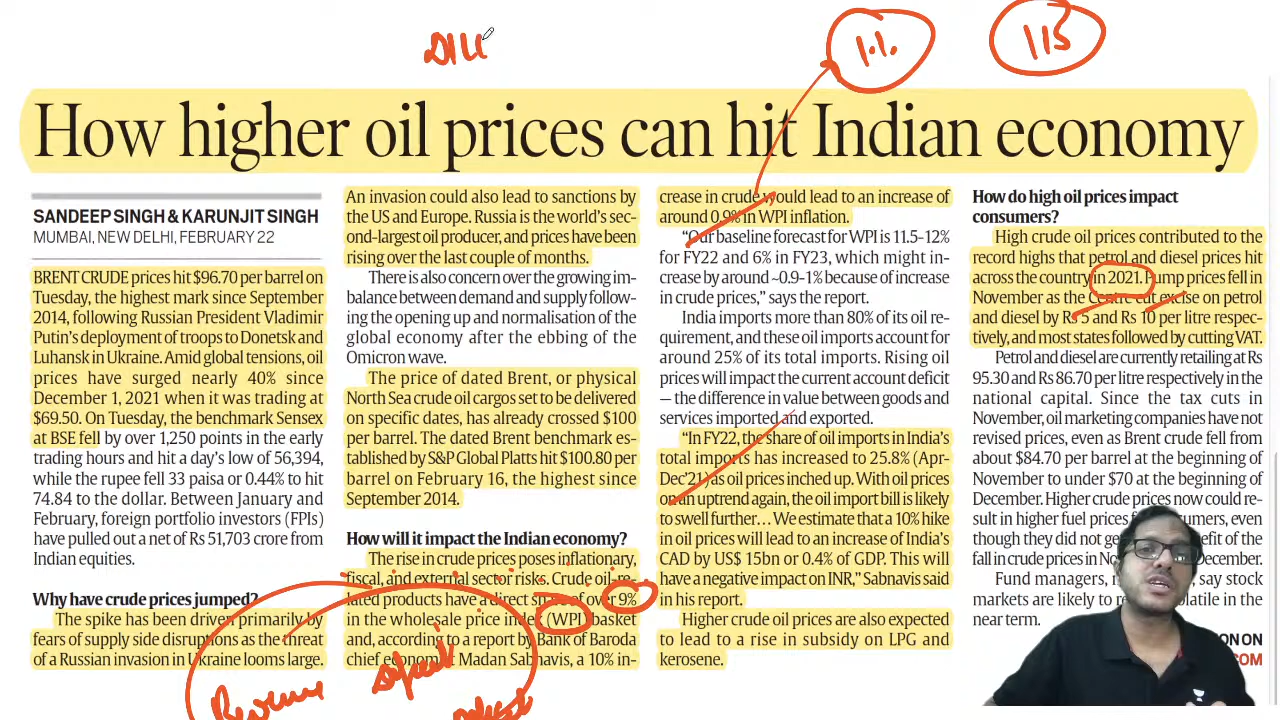 1.1.
115
How higher oil prices can hit Indian economy
SANDEEP SINGH & KARUNJIT SINGH
MUMBAI, NEW DELHI, FEBRUARY 22
BRENT CRUDE prices hit $96.70 per barrel on
Tuesday, the highest mark since September
2014, following Russian President Vladimir
Putin's deployment of troops to Donetsk and
Luhansk in Ukraine. Amid global tensions, oil
prices have surged nearly 40% since
December 1, 2021 when it was trading at
$69.50. On Tuesday, the benchmark Sensex
at BSE fell by over 1,250 points in the early
trading hours and hit a day's low of 56,394,
while the rupee fell 33 paisa or 0.44% to hit
74.84 to the dollar. Between January and
February, foreign portfolio investors (FPIs)
have pulled out a net of Rs 51,703 crore from
Indian equities.
Why have crude prices jumped?
The spike has been driven primarily by
fears of supply side disruptions as the threat
of a Russian invasion in Ukraine looms large.
An invasion could also lead to sanctions by
the US and Europe. Russia is the world's sec-
ond-largest oil producer, and prices have been
rising over the last couple of months.
There is also concern over the growing im-
balance between demand and supply follow-
ing the opening up and normalisation of the
global economy after the ebbing of the
Omicron wave.
The price of dated Brent, or physical
North Sea crude oil cargos set to be delivered
on specific dates, has already crossed $100
per barrel. The dated Brent benchmark es-
tablished by S&P Global Platts hit $100.80 per
barrel on February 16, the highest since
September 2014.
How will it impact the Indian economy?
The rise in crude prices poses inflationary,
fiscal, and external sector risks. Crude oil-re-
lated products have a direct share of over 9%
in the wholesale price index (WPI) basket
and, according to a report by Bank of Baroda
chief economist Madan Sabnavis, a 10% in-
crease in crude would lead to an increase of
around 0.9% in WPI inflation.
"Our baseline forecast for WPI is 11.5-12%
for FY22 and 6% in FY23, which might in-
crease by around ~0.9-1% because of increase
in crude prices," says the report.
India imports more than 80% of its oil re-
quirement, and these oil imports account for
around 25% of its total imports. Rising oil
prices will impact the current account deficit
— the difference in value between goods and
services imported and exported.
"In FY22, the share of oil imports in India's
total imports has increased to 25.8% (Apr-
Dec'21) as oil prices inched up. With oil prices
on an uptrend again, the oil import bill is likely
to swell further... We estimate that a 10% hike
in oil prices will lead to an increase of India's
CAD by US$ 15bn or 0.4% of GDP. This will
have a negative impact on INR," Sabnavis said
in his report.
Higher crude oil prices are also expected
to lead to a rise in subsidy on LPG and
kerosene.
How do high oil prices impact
consumers?
High crude oil prices contributed to the
record highs that petrol and diesel prices hit
across the country in 2021. Pump prices fell in
November as the Centre cut excise on petrol
and diesel by Rs 5 and Rs 10 per litre respec-
tively, and most states followed by cutting VAT.
Petrol and diesel are currently retailing at Rs
95.30 and Rs 86.70 per litre respectively in the
national capital. Since the tax cuts in
November, oil marketing companies have not
revised prices, even as Brent crude fell from
about $84.70 per barrel at the beginning of
November to under $70 at the beginning of
December. Higher crude prices now could re-
sult in higher fuel prices umers, even
though they did not ge efit of the
fall in crude prices in No December.
Fund managers, say stock
markets are likely to re olatile in the
near term.
ON ON
COM
Revenue